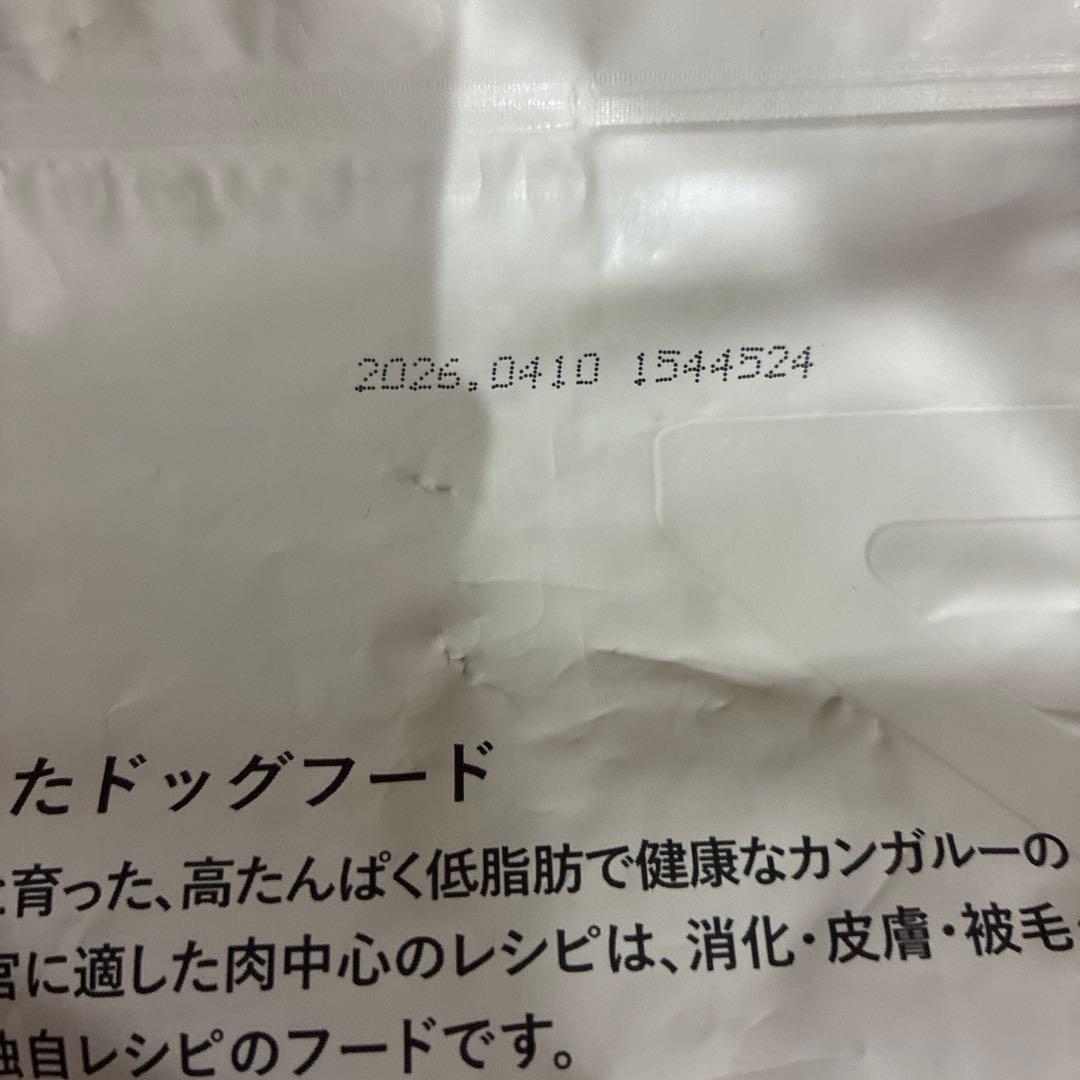 2026.0410 1544524
たドッグフード
育った、高たんぱく低脂肪で健康なカンガルーの
に適した肉中心のレシピは、消化・皮膚・被毛
独自レシピのフードです。